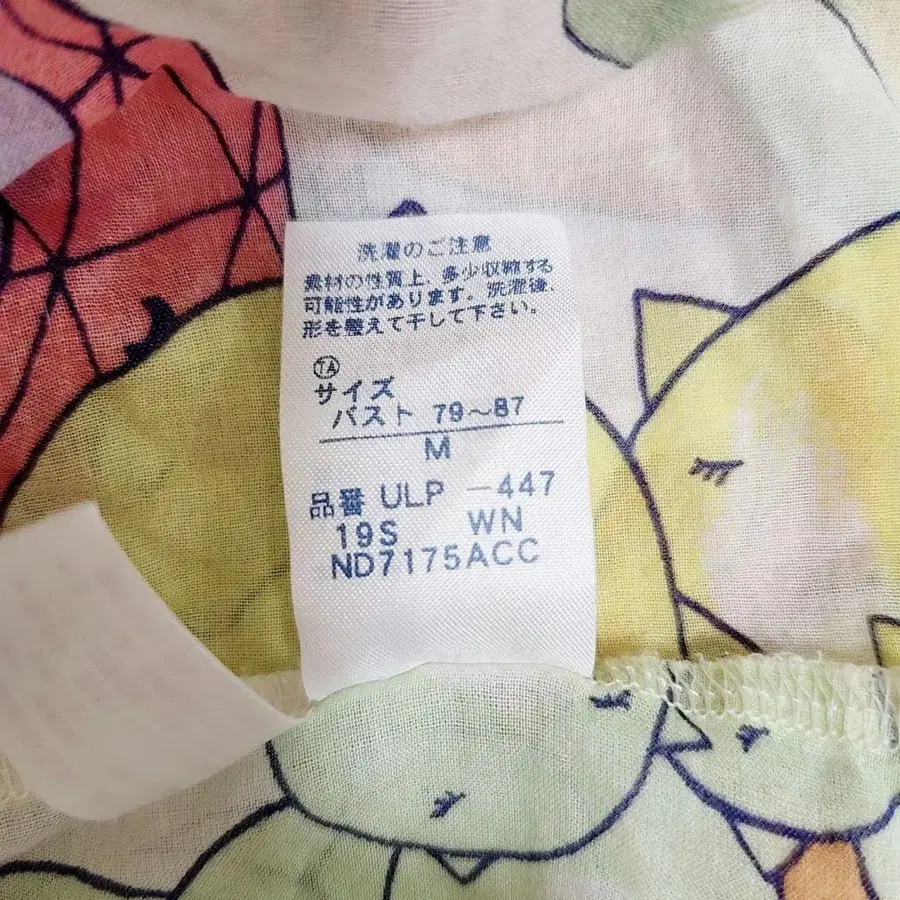 洗濯のご注意
素材の性質上、多少収縮する
可能性があります。洗濯後、
形を整えて干して下さい。
TA
サイズ
バスト 79～87
M
品番 ULP －447
19S WN
ND7175ACC